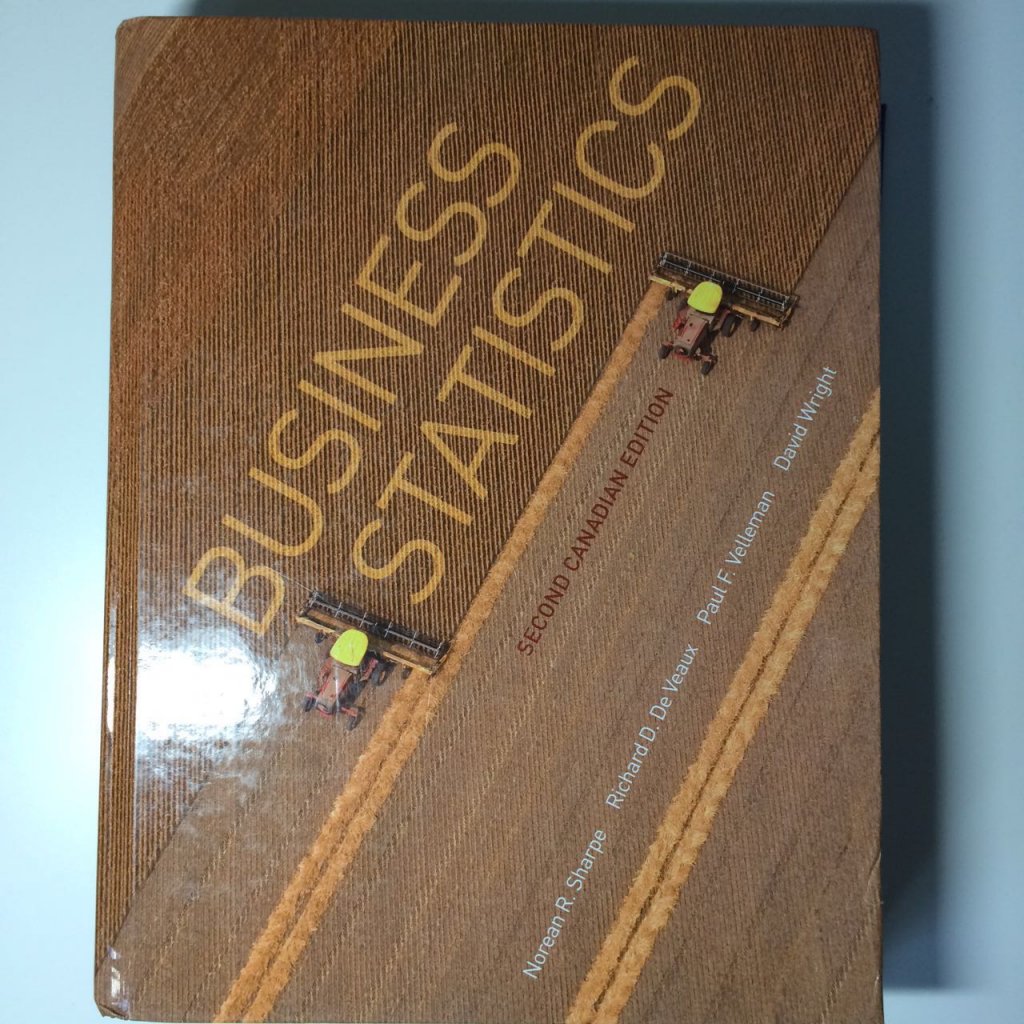 BUSINESS
STATISTICS
SECOND CANADIAN EDITION
Norean R. Sharpe Richard D. De Veaux Paul F. Velleman David Wright